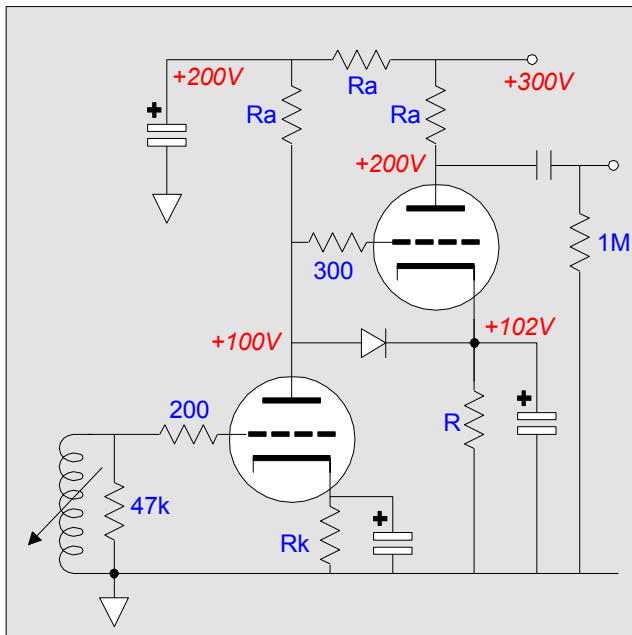 +200V
Ra
+300V
Ra
Ra
+
+200V
1M
300
+100V
+102V
200
+
R
47k
+
Rk